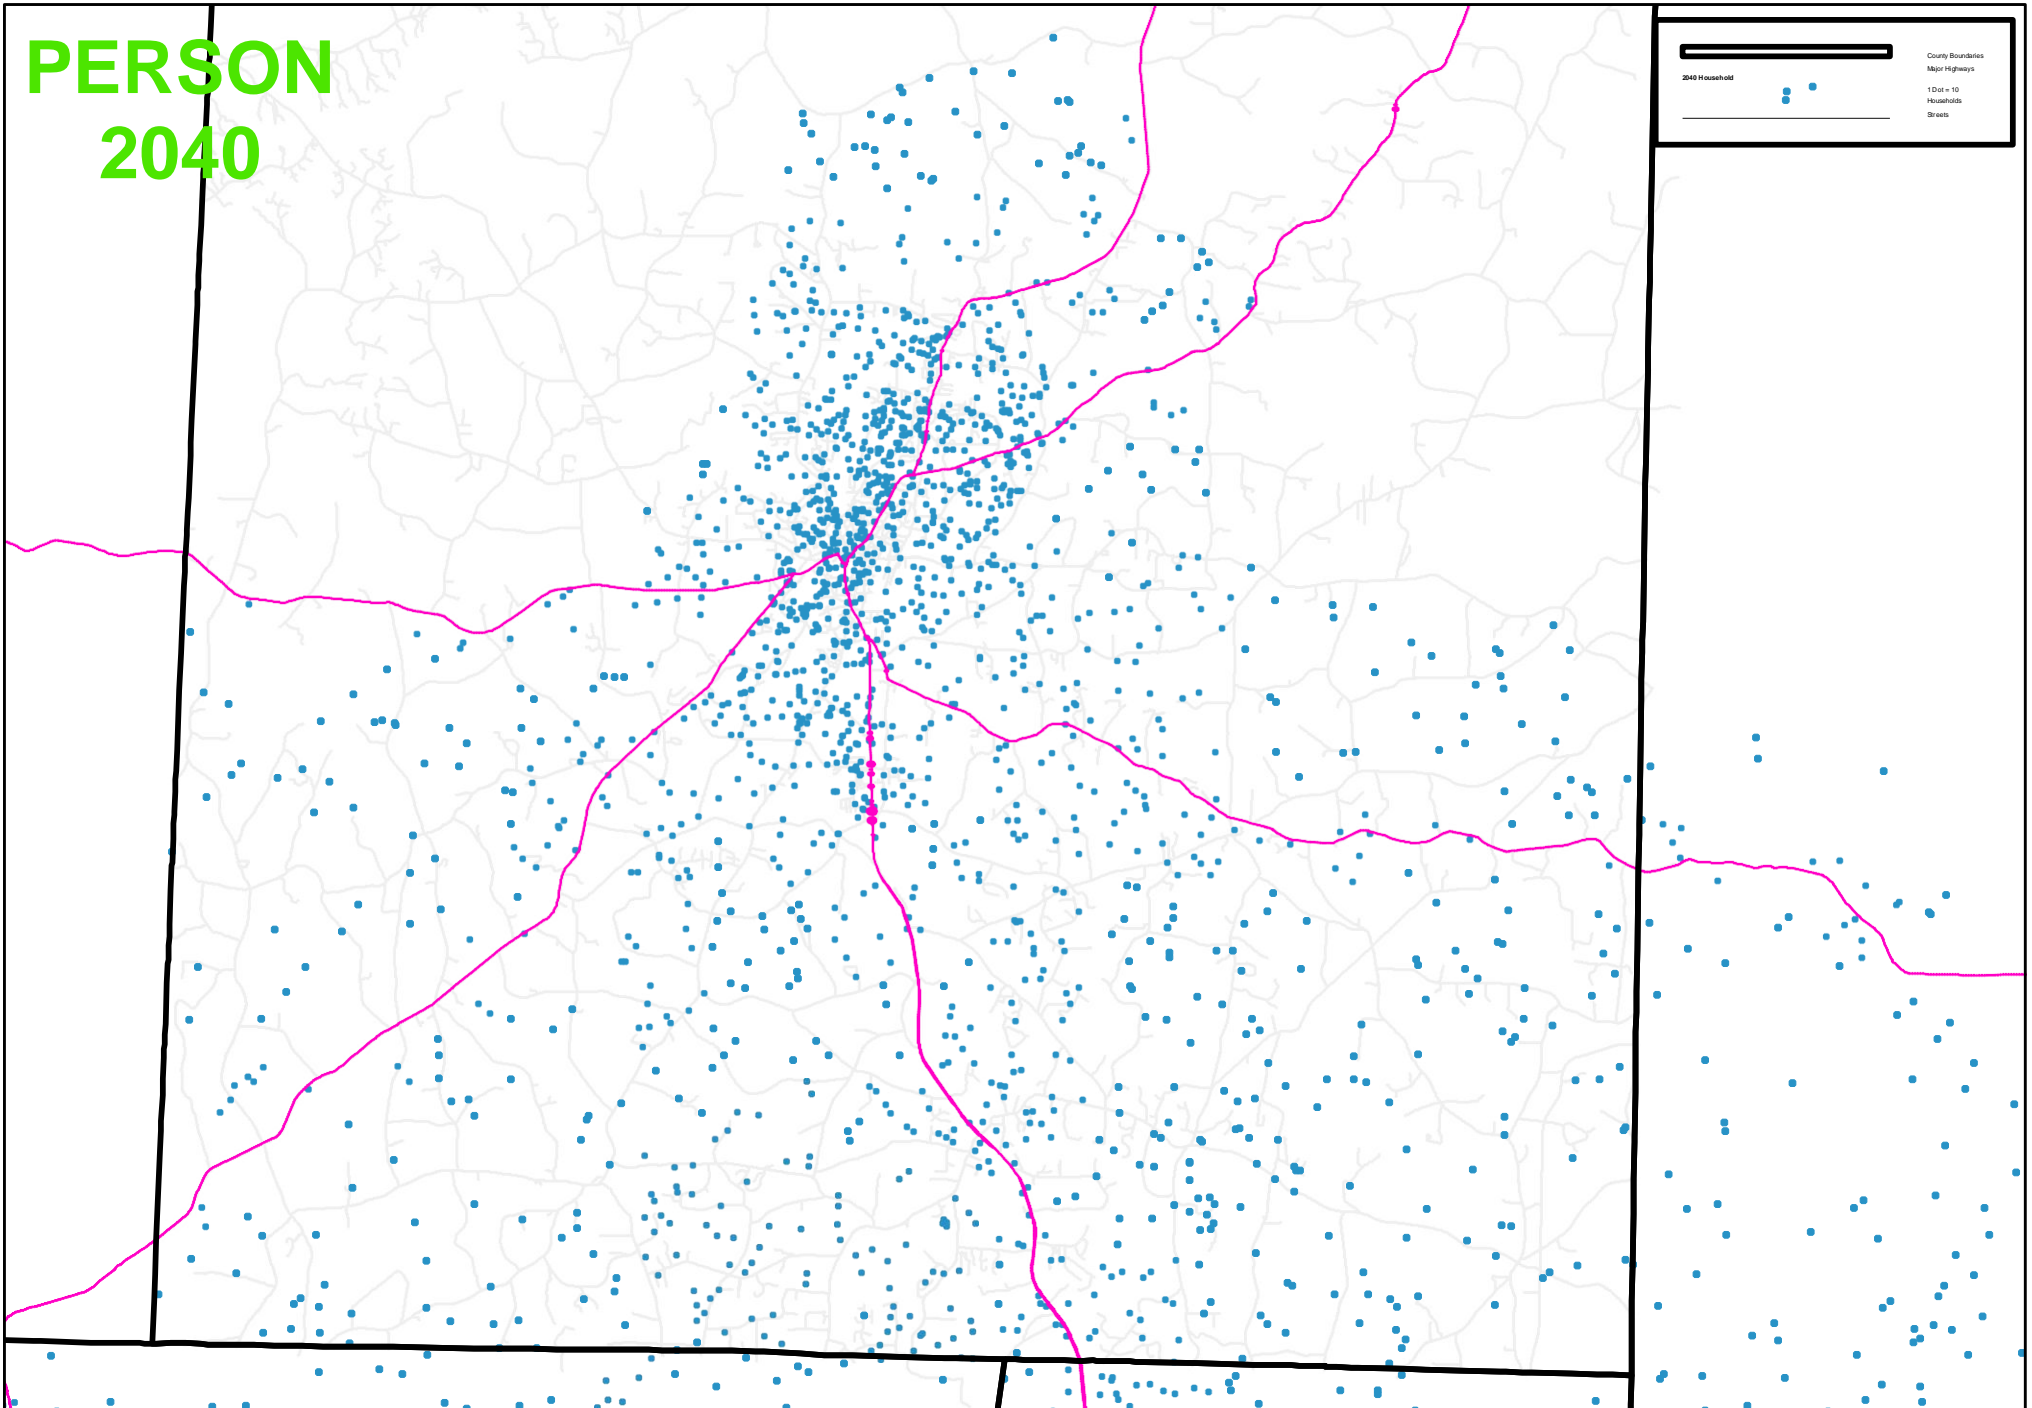 PERSON
2040
County Boundaries
Major Highways
2040 Household
1 Dot = 10
Households
Streets